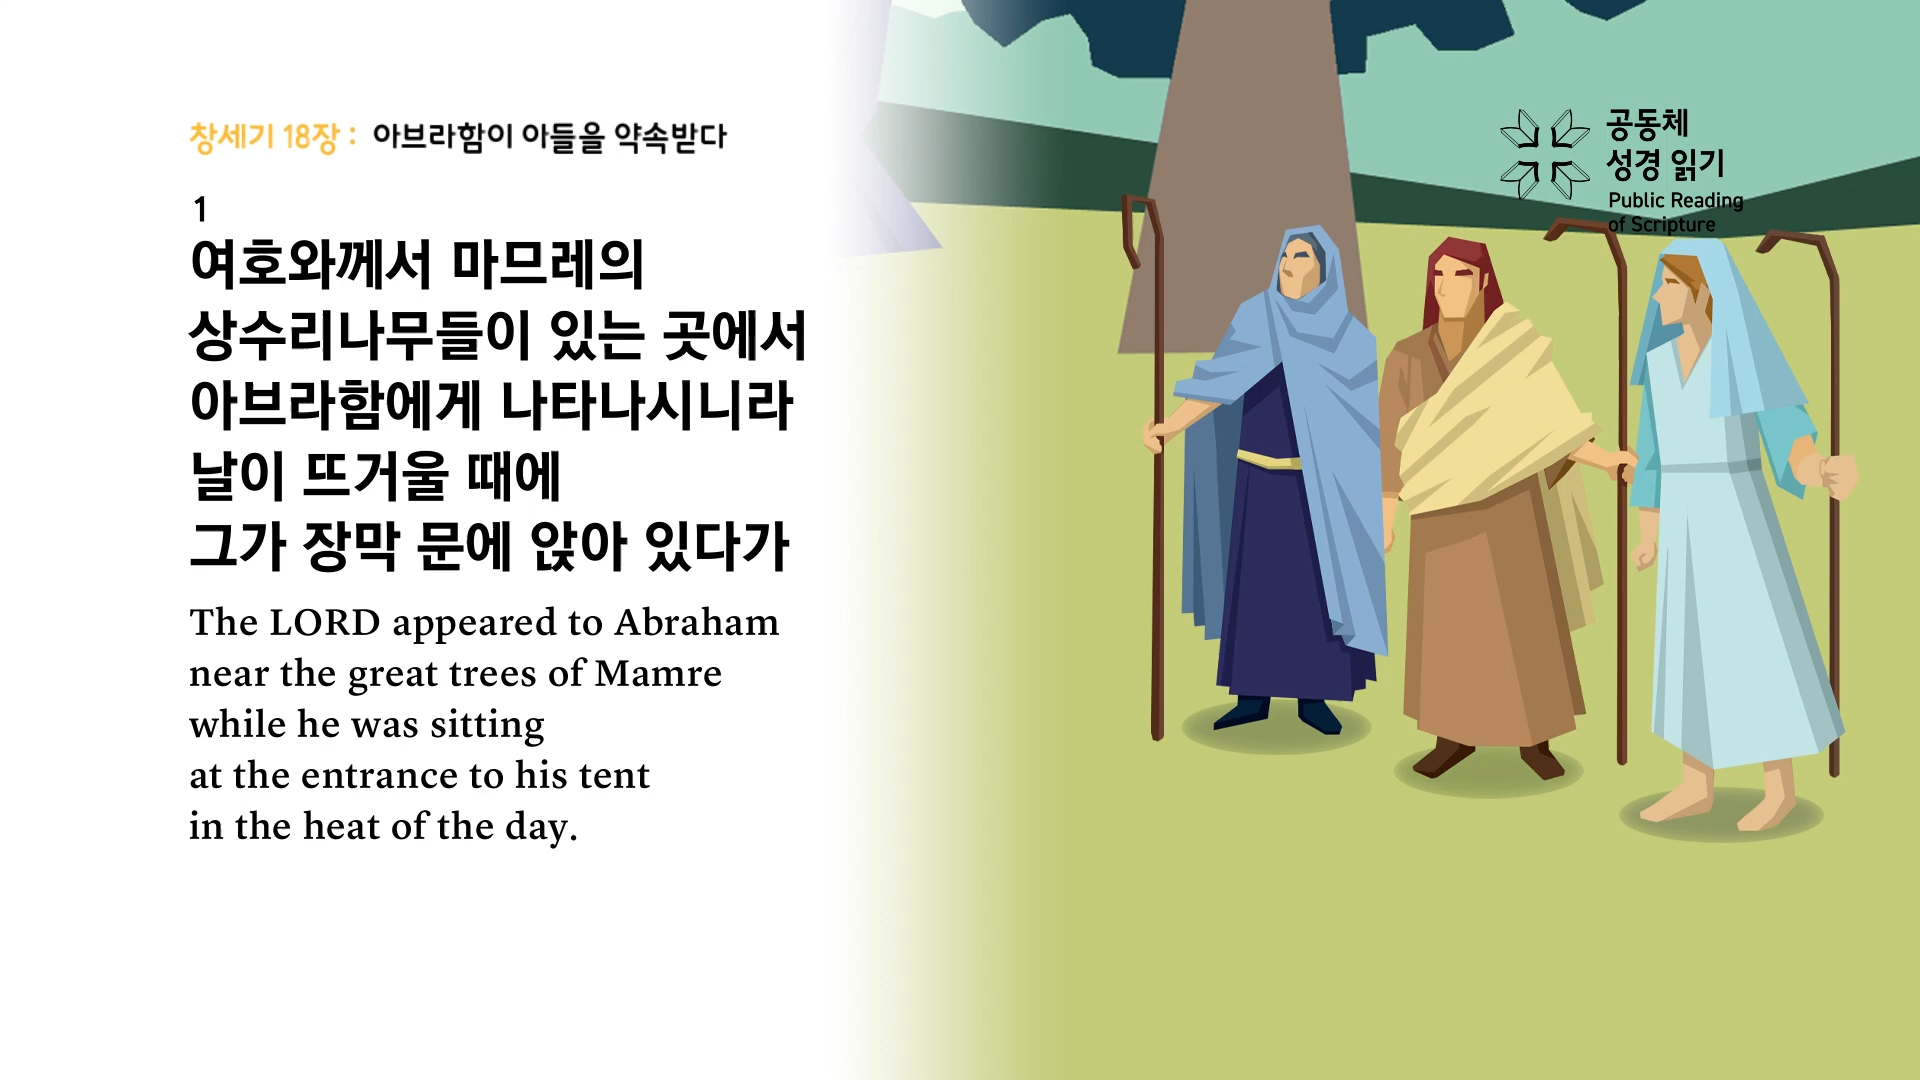 창세기 18장 : 아브라함이 아들을 약속받다
1
여호와께서 마므레의
상수리나무들이 있는 곳에서
아브라함에게 나타나시니라
날이 뜨거울 때에
그가 장막 문에 앉아 있다가
The LORD appeared to Abraham
near the great trees of Mamre
while he was sitting
at the entrance to his tent
in the heat of the day.
공동체
성경 읽기
Public Reading
of Scripture